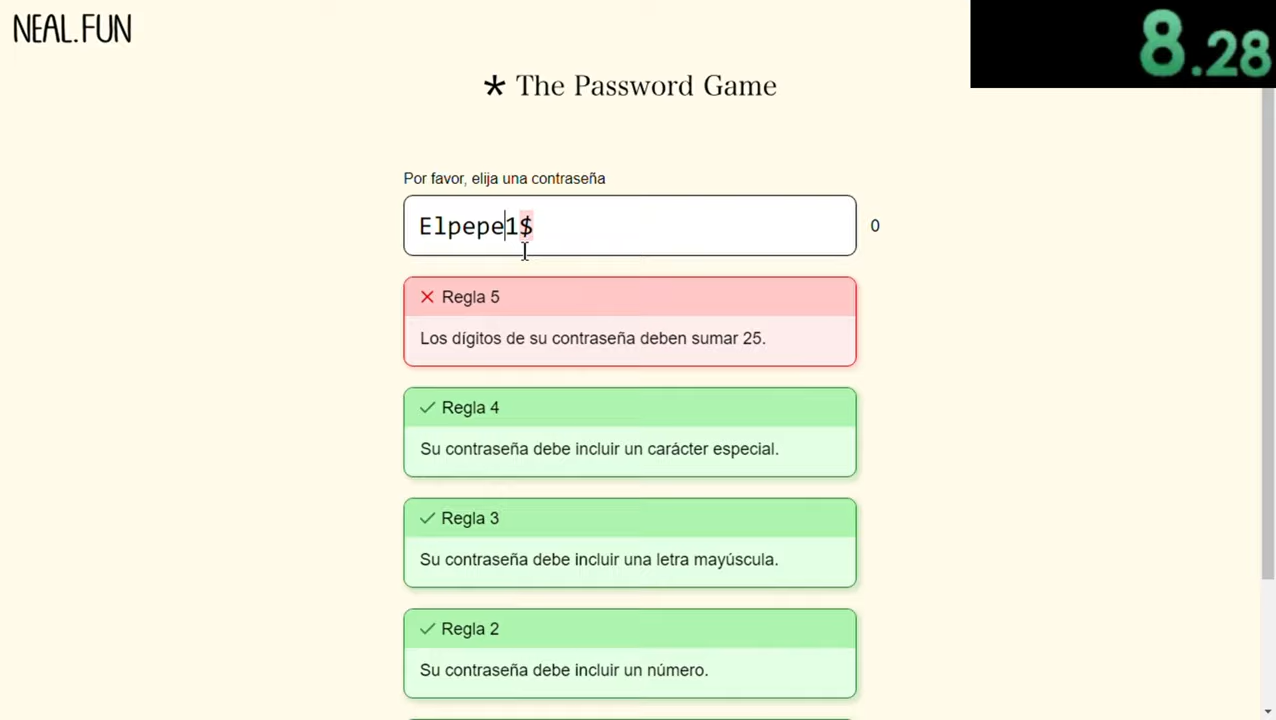 NEAL.FUN
8.28
* The Password Game
Por favor, elija una contraseña
Elpepe1$
0
Regla 5
Los dígitos de su contraseña deben sumar 25.
Regla 4
Su contraseña debe incluir un carácter especial.
Regla 3
Su contraseña debe incluir una letra mayúscula.
Regla 2
Su contraseña debe incluir un número.